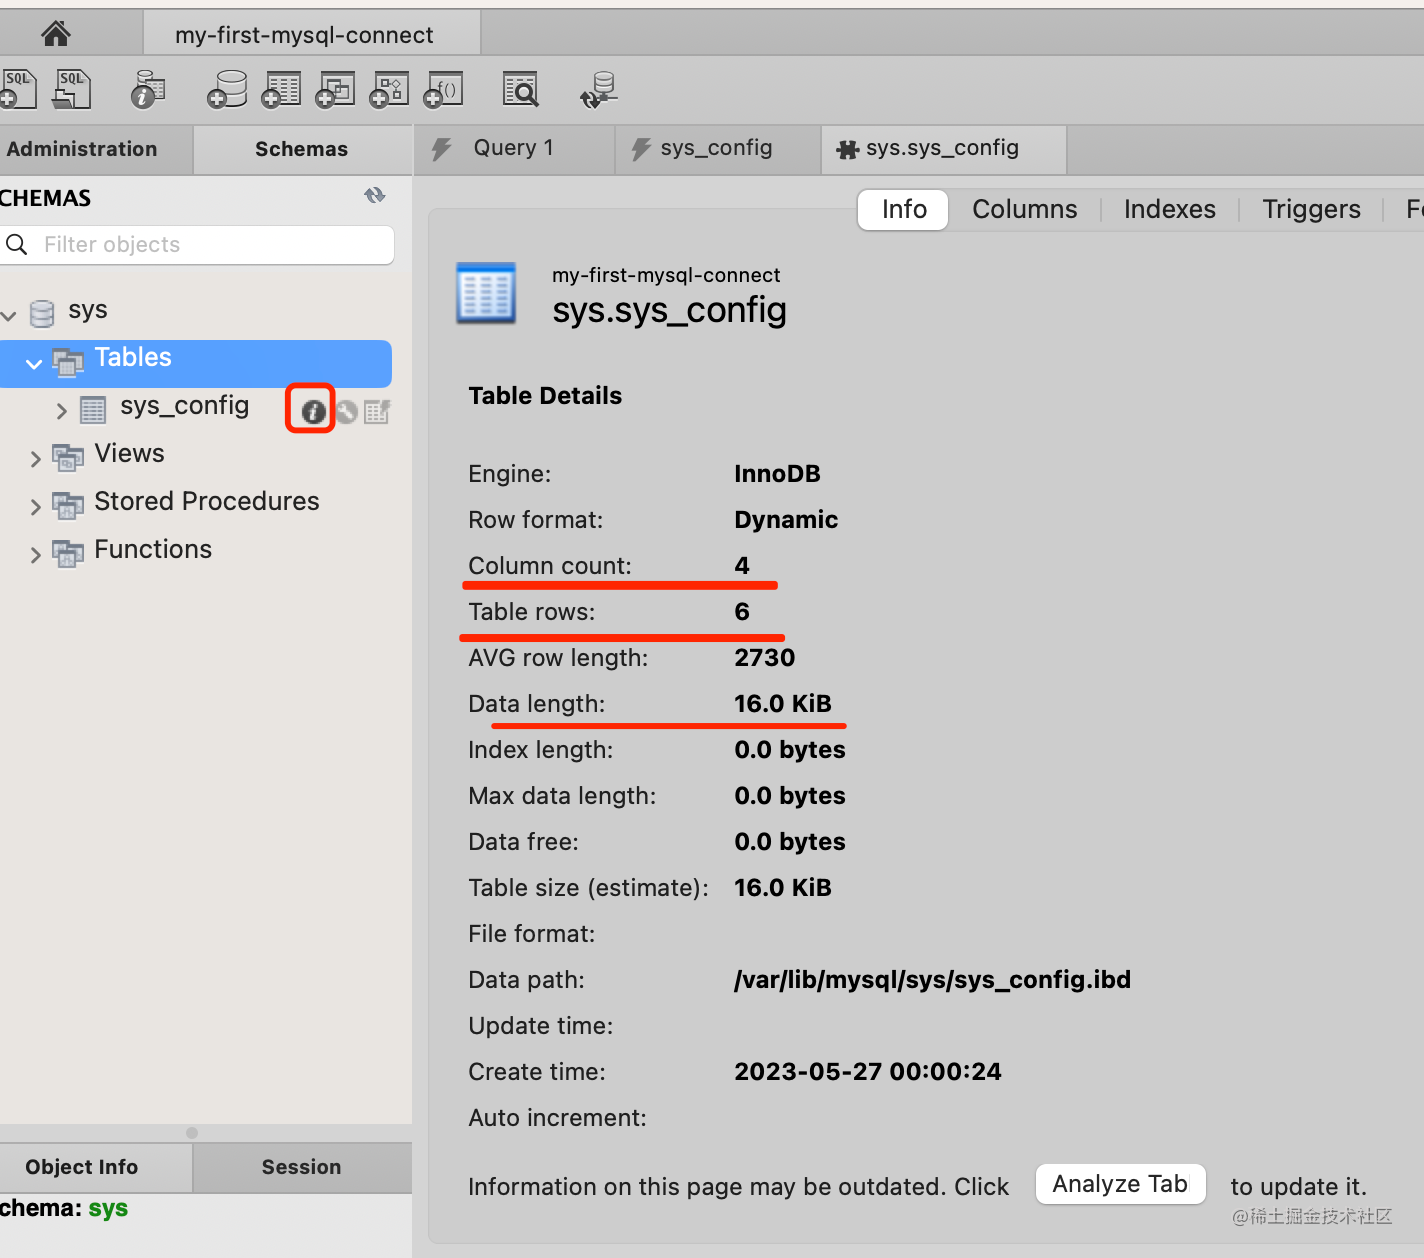 my-first-mysql-connect
SQL
SQL
f()
Administration
Schemas
Query 1
sys_config
sys.sys_config
CHEMAS
Filter objects
sys
Tables
sys_config
Views
Stored Procedures
Functions
Info
Columns
Indexes
Triggers
my-first-mysql-connect
sys.sys_config
Table Details
Engine: InnoDB
Row format: Dynamic
Column count: 4
Table rows: 6
AVG row length: 2730
Data length: 16.0 KiB
Index length: 0.0 bytes
Max data length: 0.0 bytes
Data free: 0.0 bytes
Table size (estimate): 16.0 KiB
File format:
Data path: /var/lib/mysql/sys/sys_config.ibd
Update time:
Create time: 2023-05-27 00:00:24
Auto increment:
Information on this page may be outdated. Click Analyze Tab to update it.
Object Info
Session
chema: sys
@稀土掘金技术社区